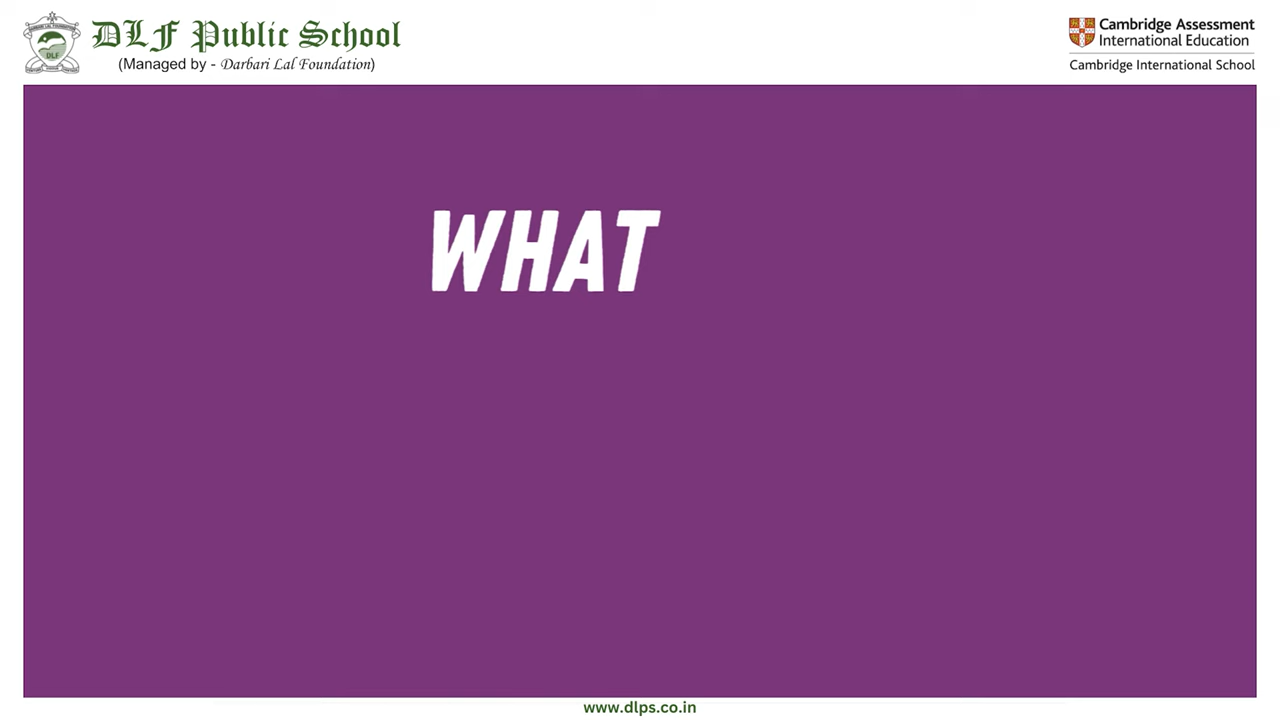 DLF Public School
(Managed by - Darbari Lal Foundation)
Cambridge Assessment
International Education
Cambridge International School
DLF
WHAT
www.dlps.co.in